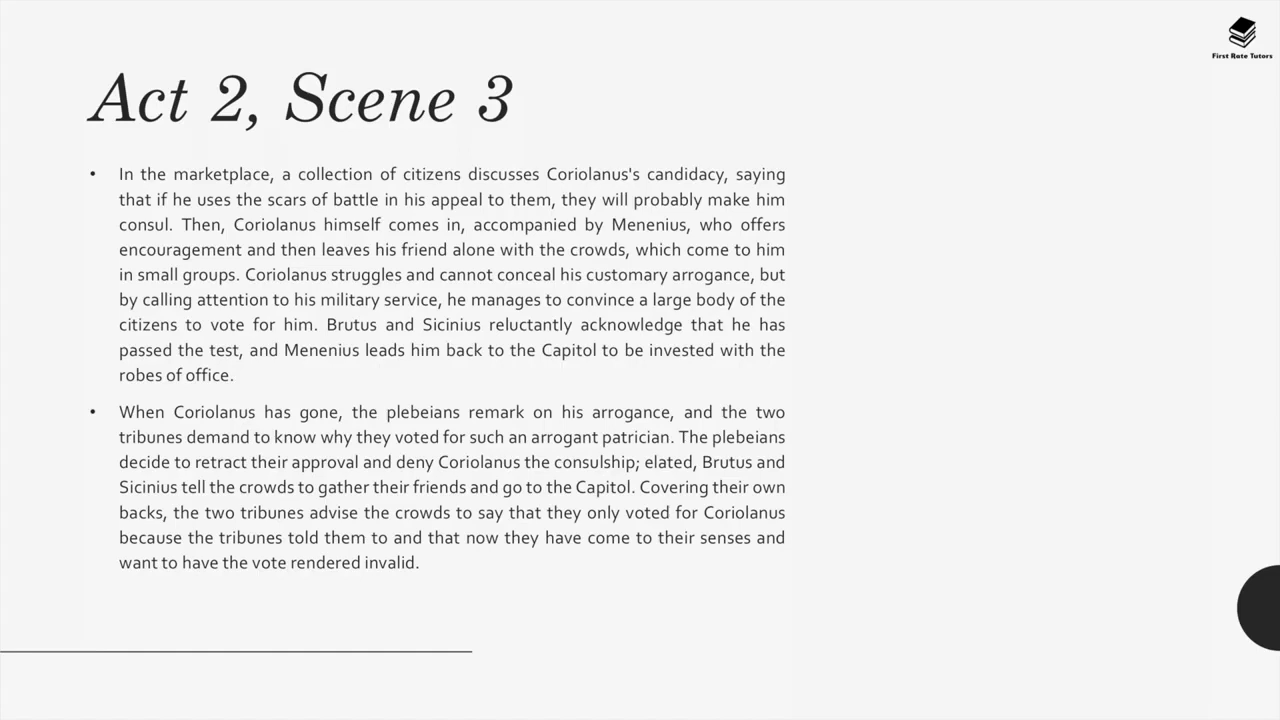 First Rate Tutors
Act 2, Scene 3
• In the marketplace, a collection of citizens discusses Coriolanus's candidacy, saying
that if he uses the scars of battle in his appeal to them, they will probably make him
consul. Then, Coriolanus himself comes in, accompanied by Menenius, who offers
encouragement and then leaves his friend alone with the crowds, which come to him
in small groups. Coriolanus struggles and cannot conceal his customary arrogance, but
by calling attention to his military service, he manages to convince a large body of the
citizens to vote for him. Brutus and Sicinius reluctantly acknowledge that he has
passed the test, and Menenius leads him back to the Capitol to be invested with the
robes of office.
• When Coriolanus has gone, the plebeians remark on his arrogance, and the two
tribunes demand to know why they voted for such an arrogant patrician. The plebeians
decide to retract their approval and deny Coriolanus the consulship; elated, Brutus and
Sicinius tell the crowds to gather their friends and go to the Capitol. Covering their own
backs, the two tribunes advise the crowds to say that they only voted for Coriolanus
because the tribunes told them to and that now they have come to their senses and
want to have the vote rendered invalid.